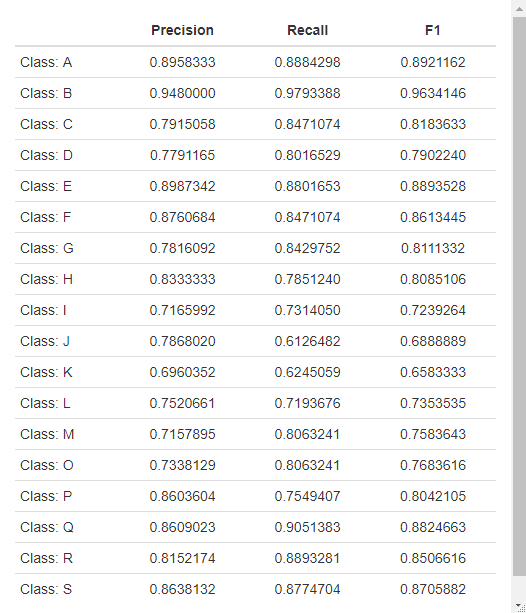 Precision Recall F1
Class: A 0.8958333 0.8884298 0.8921162
Class: B 0.9480000 0.9793388 0.9634146
Class: C 0.7915058 0.8471074 0.8183633
Class: D 0.7791165 0.8016529 0.7902240
Class: E 0.8987342 0.8801653 0.8893528
Class: F 0.8760684 0.8471074 0.8613445
Class: G 0.7816092 0.8429752 0.8111332
Class: H 0.8333333 0.7851240 0.8085106
Class: I 0.7165992 0.7314050 0.7239264
Class: J 0.7868020 0.6126482 0.6888889
Class: K 0.6960352 0.6245059 0.6583333
Class: L 0.7520661 0.7193676 0.7353535
Class: M 0.7157895 0.8063241 0.7583643
Class: O 0.7338129 0.8063241 0.7683616
Class: P 0.8603604 0.7549407 0.8042105
Class: Q 0.8609023 0.9051383 0.8824663
Class: R 0.8152174 0.8893281 0.8506616
Class: S 0.8638132 0.8774704 0.8705882